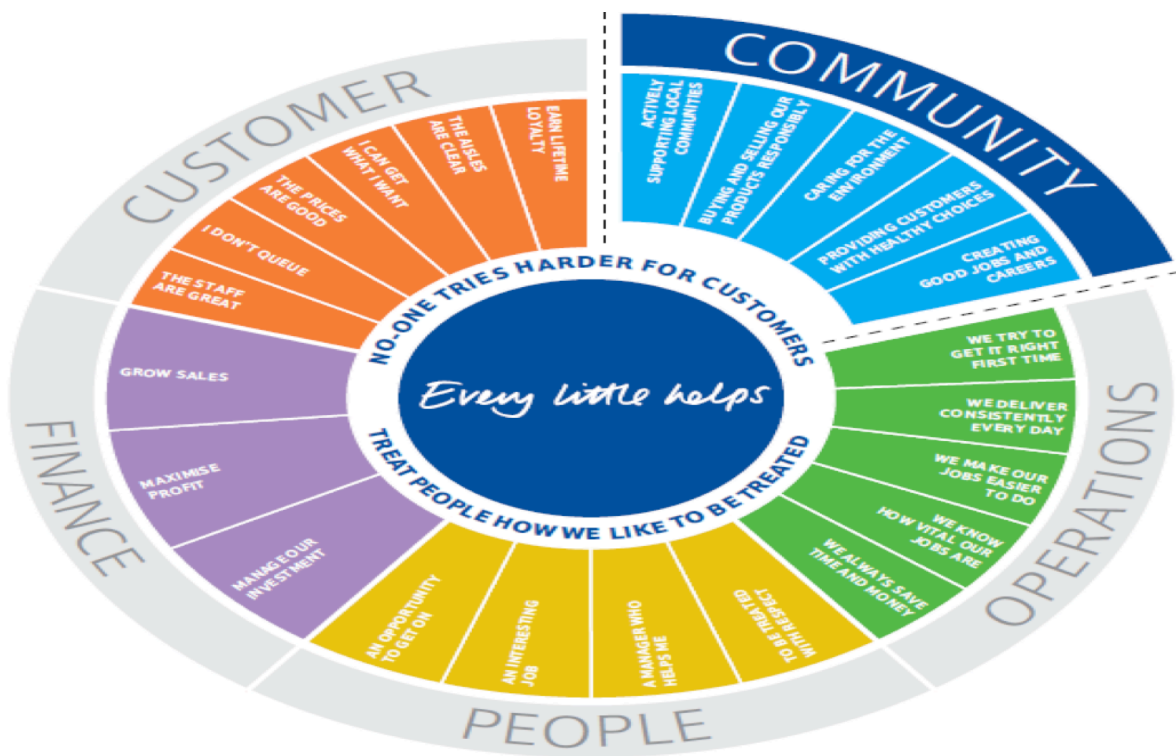 COMMUNITY
ACTIVELY
SUPPORTING LOCAL
COMMUNITIES
BUYING AND SELLING OUR
PRODUCTS RESPONSIBLY
CARING FOR THE
ENVIRONMENT
PROVIDING CUSTOMERS
WITH HEALTHY CHOICES
CREATING
GOOD JOBS AND
CAREERS
OPERATIONS
WE TRY TO
GET IT RIGHT
FIRST TIME
WE DELIVER
CONSISTENTLY
EVERY DAY
WE MAKE OUR
JOBS EASIER
TO DO
WE KNOW
HOW VITAL OUR
JOBS ARE
WE ALWAYS SAVE
TIME AND MONEY
PEOPLE
TO BE TREATED
WITH RESPECT
A MANAGER WHO
HELPS ME
AN INTERESTING
JOB
AN OPPORTUNITY
TO GET ON
FINANCE
MANAGE OUR
INVESTMENT
MAXIMISE
PROFIT
GROW SALES
CUSTOMER
THE STAFF
ARE GREAT
I DON'T QUEUE
THE PRICES
ARE GOOD
I CAN GET
WHAT I WANT
THE AISLES
ARE CLEAR
EARN LIFETIME
LOYALTY
NO-ONE TRIES HARDER FOR CUSTOMERS
Every little helps
TREAT PEOPLE HOW WE LIKE TO BE TREATED